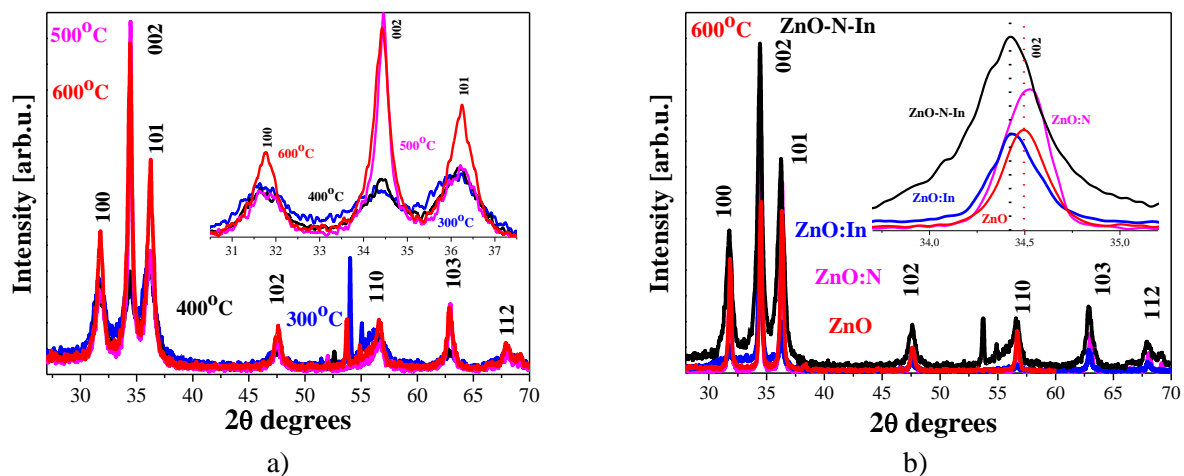 500°C
002
600°C
101
100
102
110
103
112
400°C
300°C
Intensity [arb.u.]
30 35 40 45 50 55 60 65 70
2θ degrees
a)
100
002
101
600°C
500°C
400°C
300°C
31 32 33 34 35 36 37
600°C
ZnO-N-In
002
101
100
ZnO:In
ZnO:N
ZnO
102
110
103
112
Intensity [arb.u.]
30 35 40 45 50 55 60 65 70
2θ degrees
b)
002
ZnO-N-In
ZnO:N
ZnO:In
ZnO
34,0 34,5 35,0